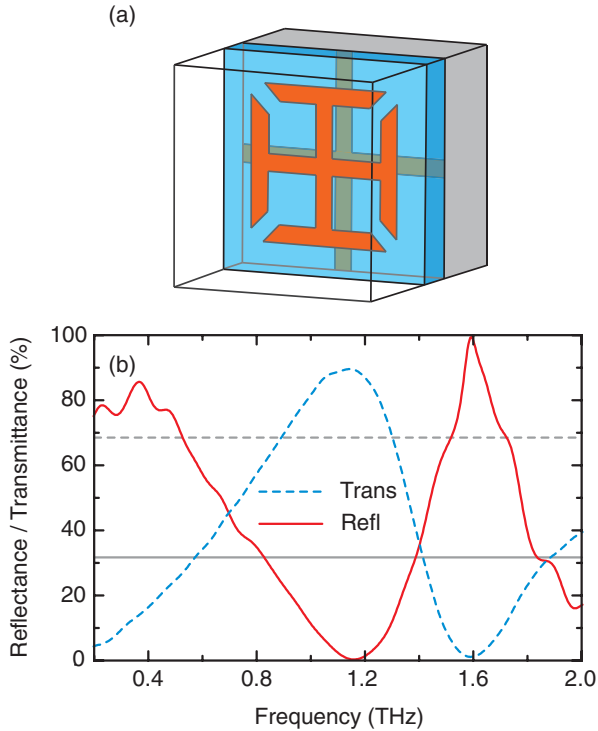 (a)
(b)
Reflectance / Transmittance (%)
100
80
60
40
20
0
Trans
Refl
0.4
0.8
1.2
1.6
2.0
Frequency (THz)